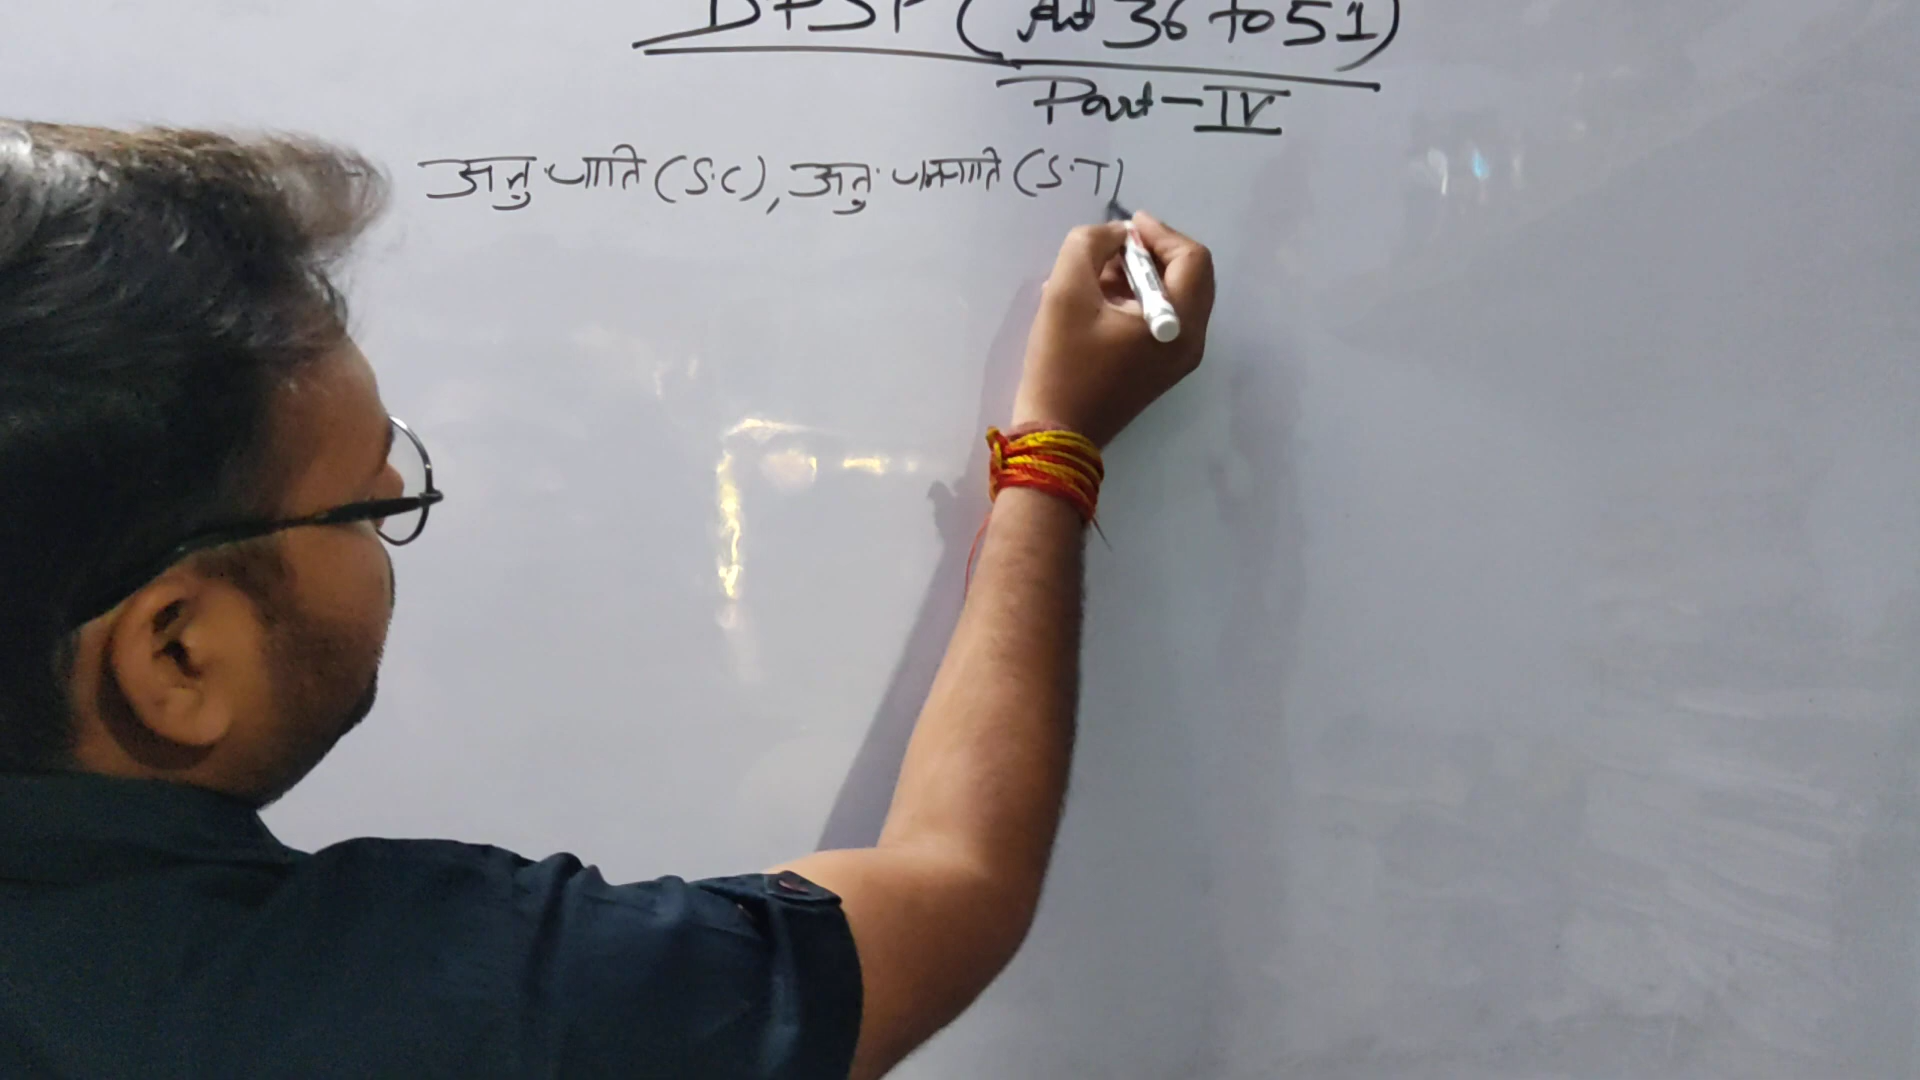 DPSP (Art 36 to 51)
Part-IV
अनु. जाति (S.C), अनु. जनजाति (S.T)